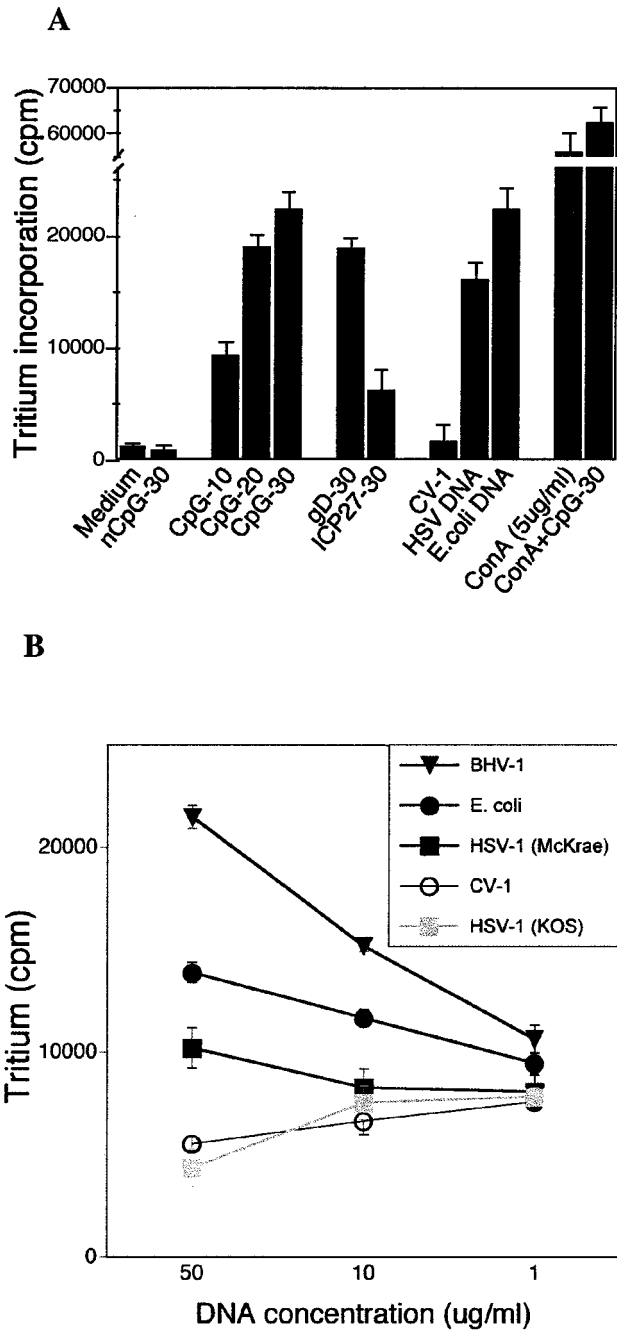 A
Tritium incorporation (cpm)
70000
60000
20000
10000
0
Medium
nCpG-30
CpG-10
CpG-20
CpG-30
gD-30
ICP27-30
CV-1
HSV DNA
E.coli DNA
ConA (5ug/ml)
ConA+CpG-30
B
Tritium (cpm)
20000
10000
0
BHV-1
E. coli
HSV-1 (McKrae)
CV-1
HSV-1 (KOS)
50
10
1
DNA concentration (ug/ml)